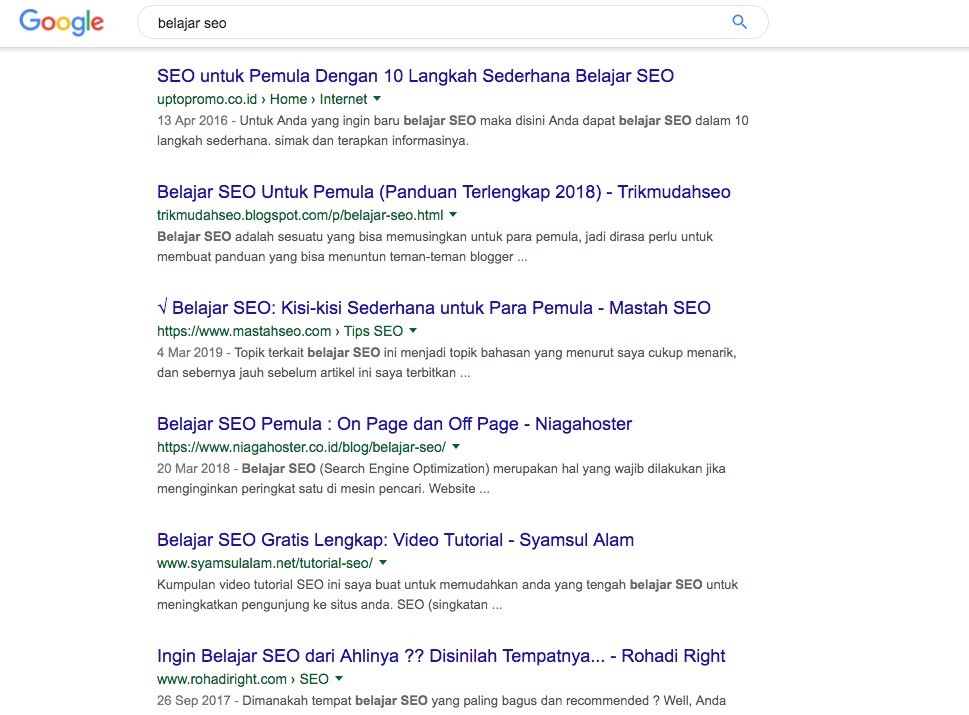 Google
belajar seo
SEO untuk Pemula Dengan 10 Langkah Sederhana Belajar SEO
uptopromo.co.id › Home › Internet
13 Apr 2016 - Untuk Anda yang ingin baru belajar SEO maka disini Anda dapat belajar SEO dalam 10
langkah sederhana. simak dan terapkan informasinya.
Belajar SEO Untuk Pemula (Panduan Terlengkap 2018) - Trikmudahseo
trikmudahseo.blogspot.com/p/belajar-seo.html
Belajar SEO adalah sesuatu yang bisa memusingkan untuk para pemula, jadi dirasa perlu untuk
membuat panduan yang bisa menuntun teman-teman blogger ...
√ Belajar SEO: Kisi-kisi Sederhana untuk Para Pemula - Mastah SEO
https://www.mastahseo.com › Tips SEO
4 Mar 2019 - Topik terkait belajar SEO ini menjadi topik bahasan yang menurut saya cukup menarik,
dan sebernya jauh sebelum artikel ini saya terbitkan ...
Belajar SEO Pemula : On Page dan Off Page - Niagahoster
https://www.niagahoster.co.id/blog/belajar-seo/
20 Mar 2018 - Belajar SEO (Search Engine Optimization) merupakan hal yang wajib dilakukan jika
menginginkan peringkat satu di mesin pencari. Website ...
Belajar SEO Gratis Lengkap: Video Tutorial - Syamsul Alam
www.syamsulalam.net/tutorial-seo/
Kumpulan video tutorial SEO ini saya buat untuk memudahkan anda yang tengah belajar SEO untuk
meningkatkan pengunjung ke situs anda. SEO (singkatan ...
Ingin Belajar SEO dari Ahlinya ?? Disinilah Tempatnya... - Rohadi Right
www.rohadiright.com › SEO
26 Sep 2017 - Dimanakah tempat belajar SEO yang paling bagus dan recommended ? Well, Anda